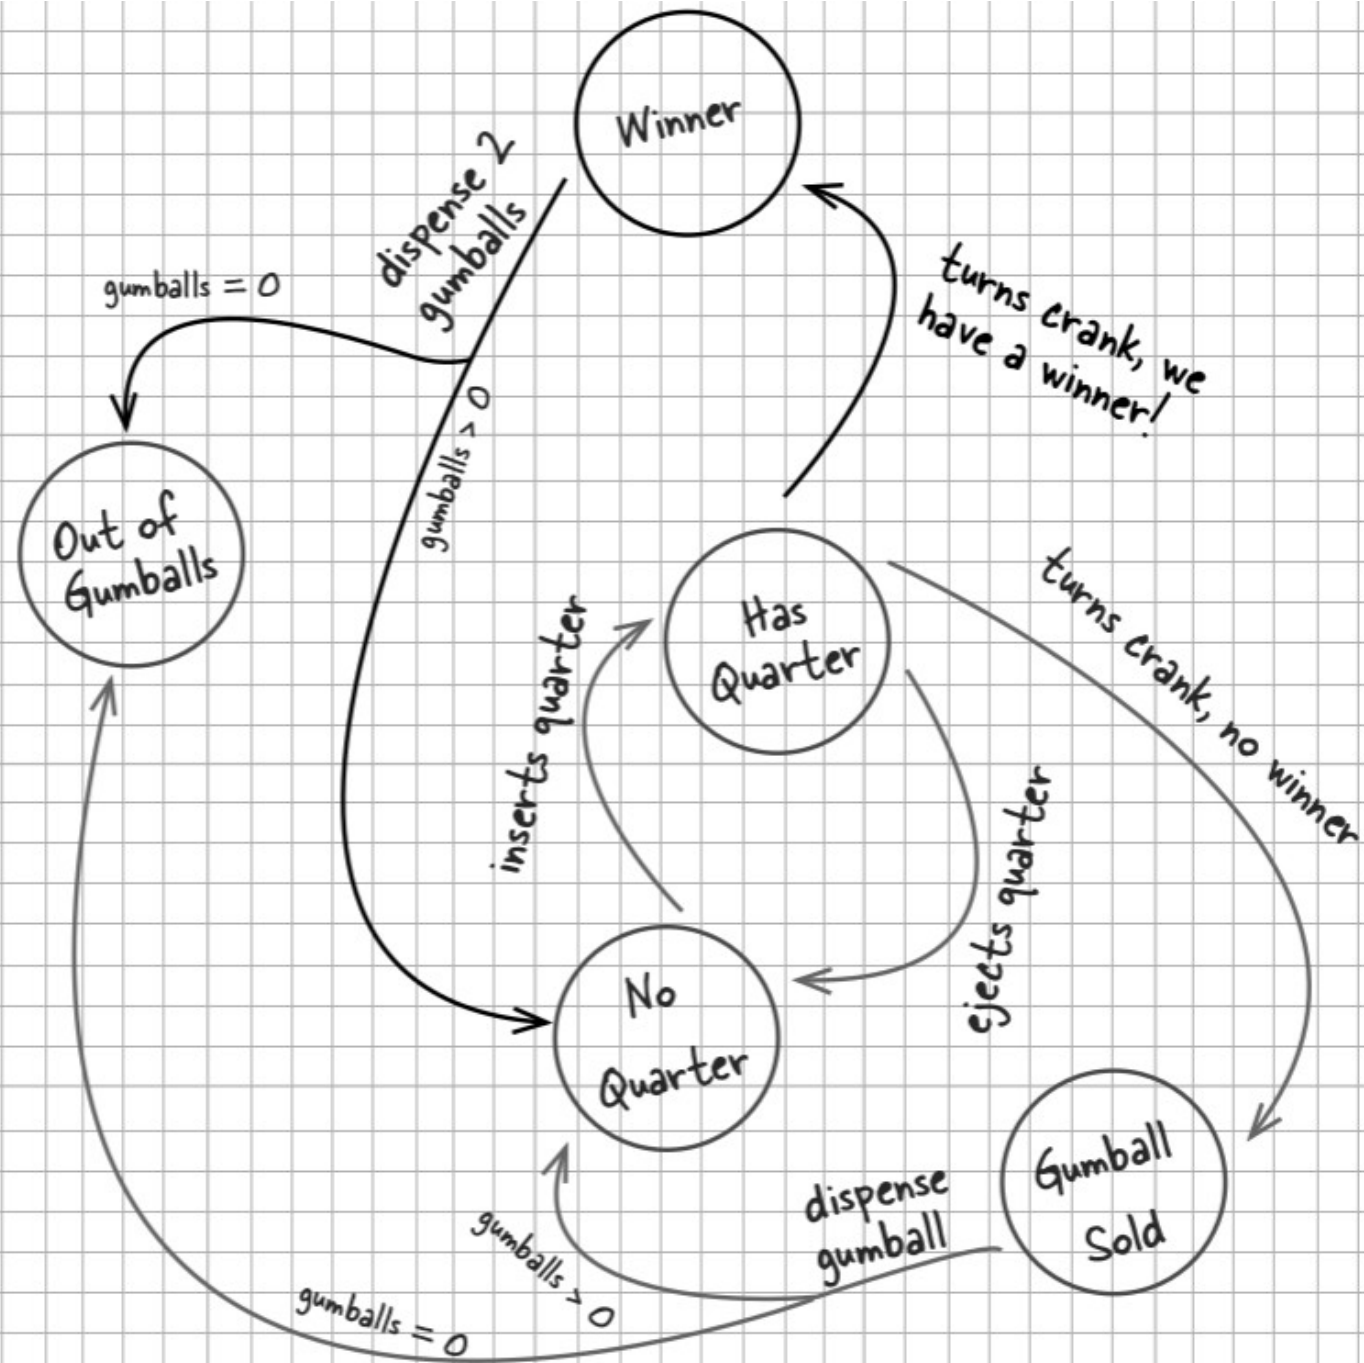 Winner
dispense 2
gumballs
gumballs = 0
turns crank, we
have a winner!
gumballs > 0
Out of
Gumballs
Has
Quarter
turns crank, no winner
inserts quarter
ejects quarter
No
Quarter
Gumball
Sold
dispense
gumball
gumballs > 0
gumballs = 0